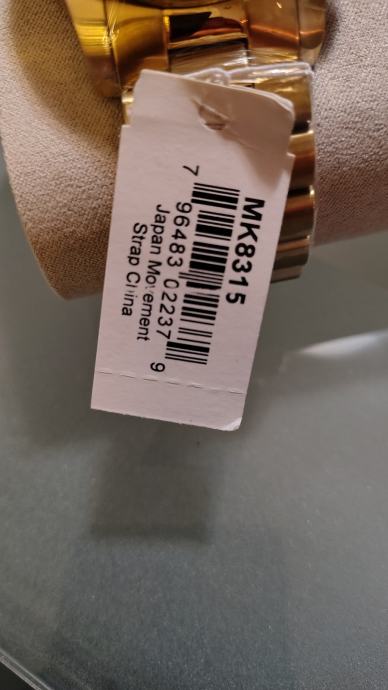 MK8315
7 96483 02237 9
Japan Movement
Strap China